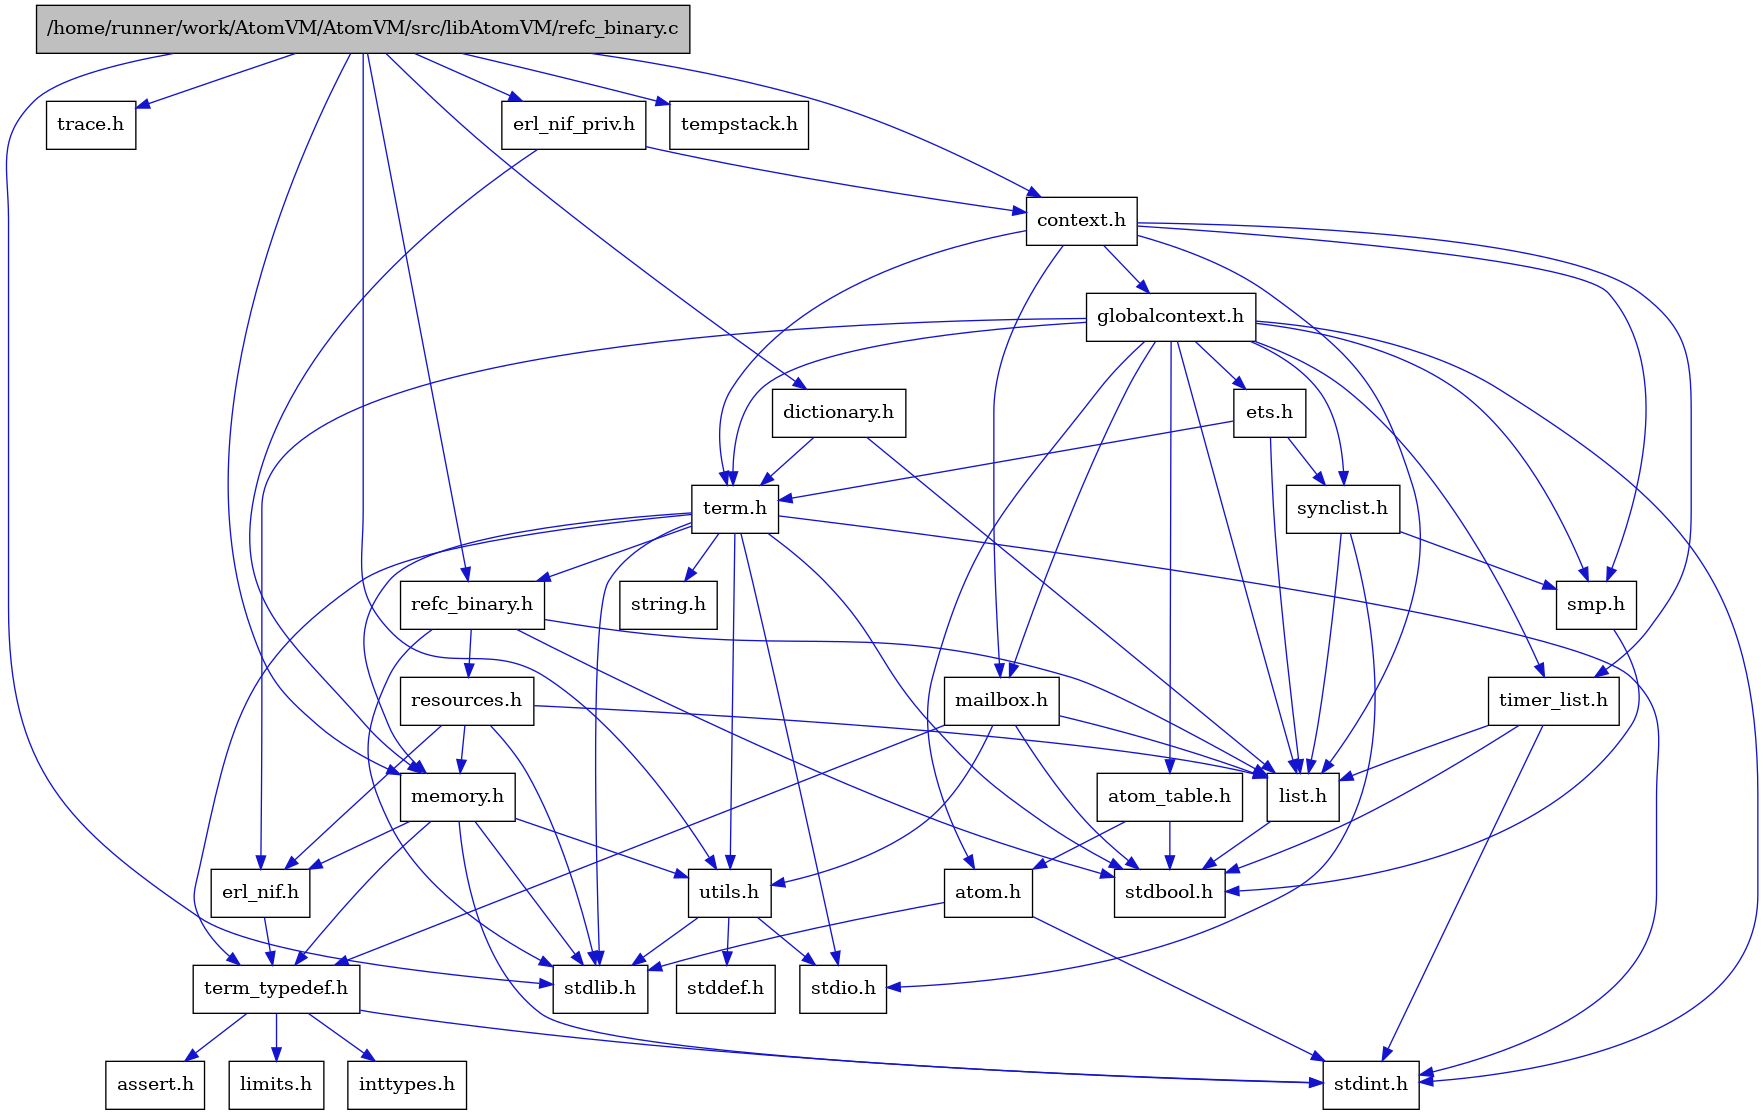 /home/runner/work/AtomVM/AtomVM/src/libAtomVM/refc_binary.c
trace.h
erl_nif_priv.h
tempstack.h
context.h
globalcontext.h
dictionary.h
ets.h
term.h
synclist.h
refc_binary.h
string.h
smp.h
resources.h
mailbox.h
timer_list.h
memory.h
atom_table.h
list.h
erl_nif.h
utils.h
atom.h
stdbool.h
term_typedef.h
stdlib.h
stddef.h
stdio.h
assert.h
limits.h
inttypes.h
stdint.h